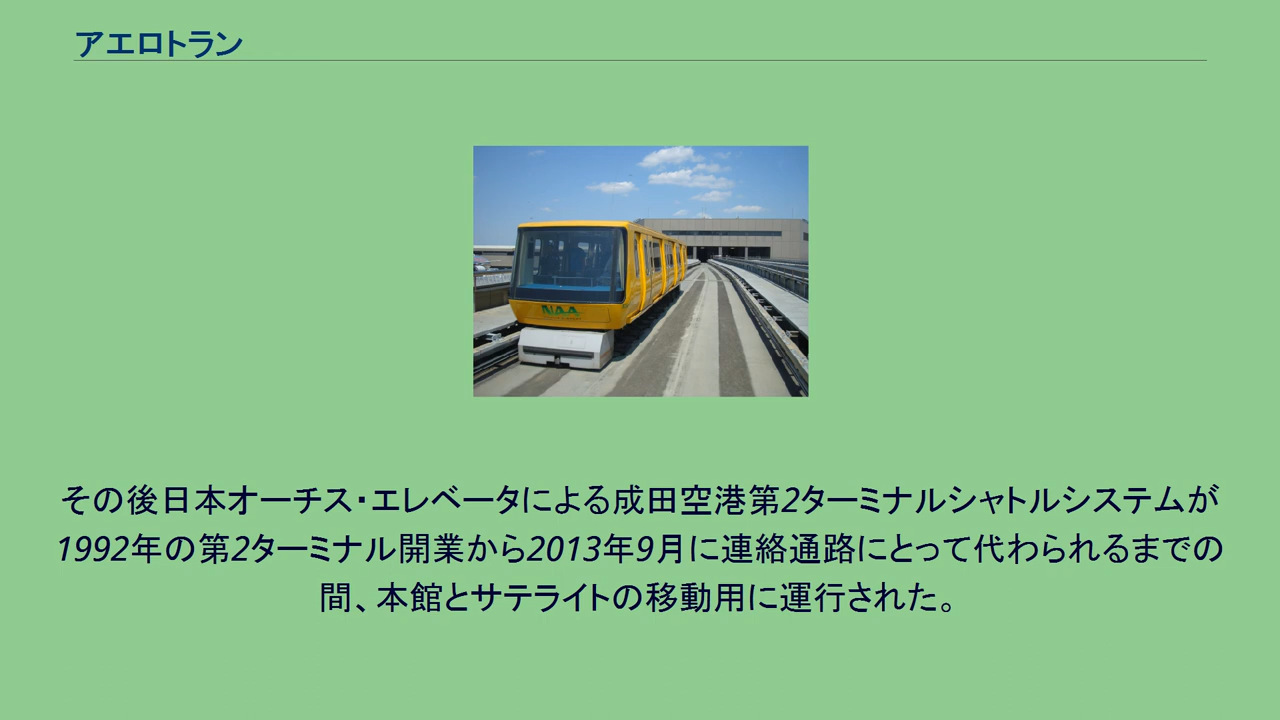 アエロトラン
NAA
その後日本オーチス・エレベータによる成田空港第2ターミナルシャトルシステムが
1992年の第2ターミナル開業から2013年9月に連絡通路にとって代わられるまでの
間、本館とサテライトの移動用に運行された。